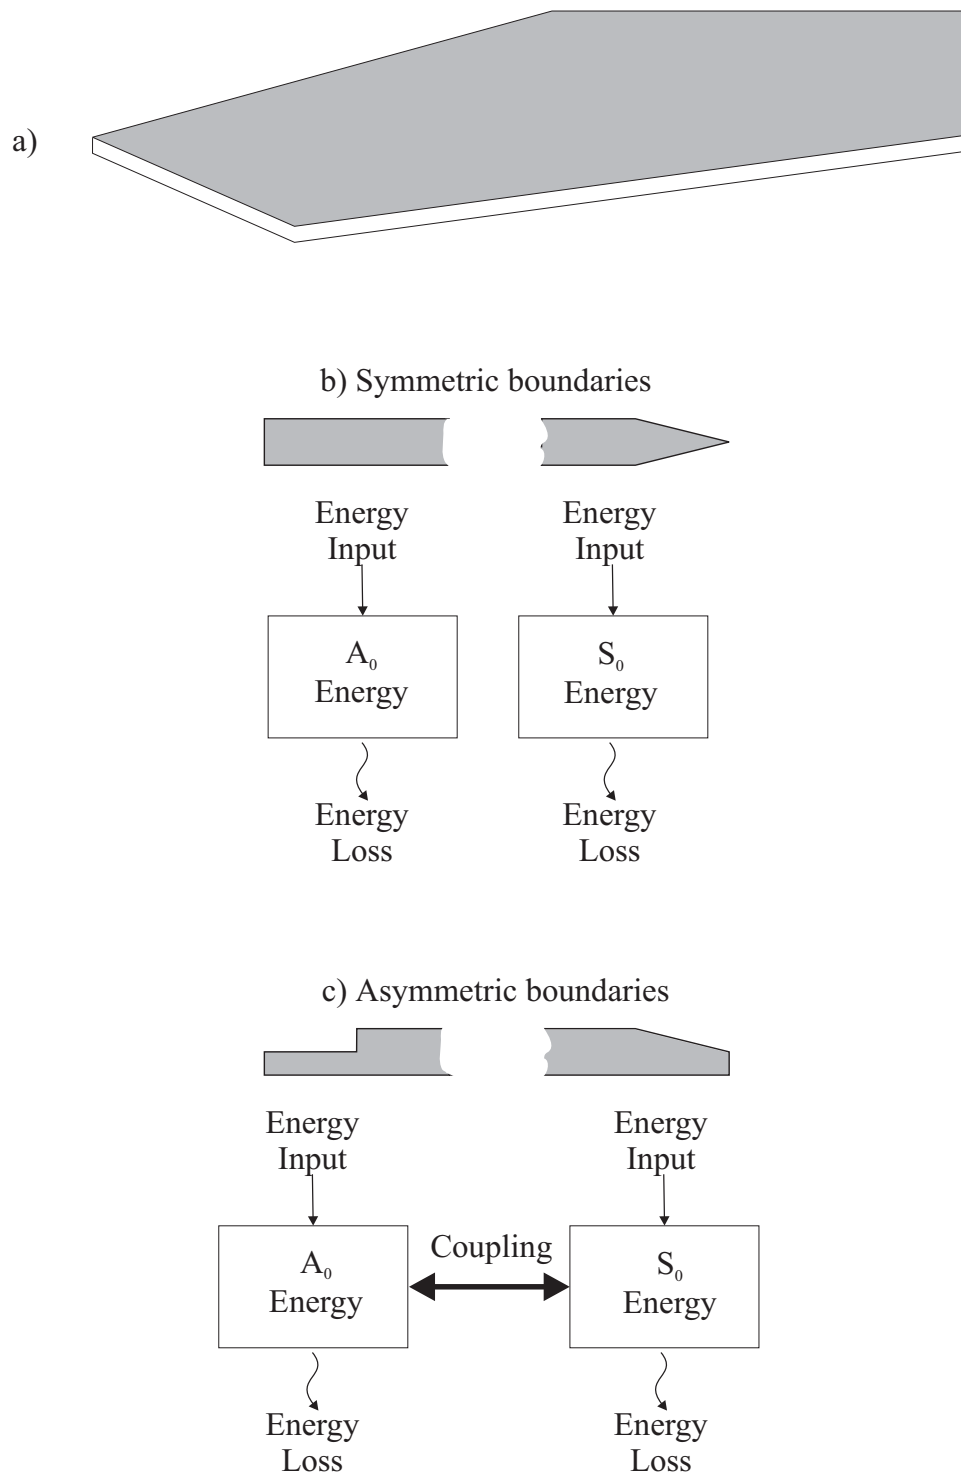 a)
b) Symmetric boundaries
Energy Energy
Input Input
A₀ S₀
Energy Energy
Energy Energy
Loss Loss
c) Asymmetric boundaries
Energy Energy
Input Input
Coupling
A₀ S₀
Energy Energy
Energy Energy
Loss Loss